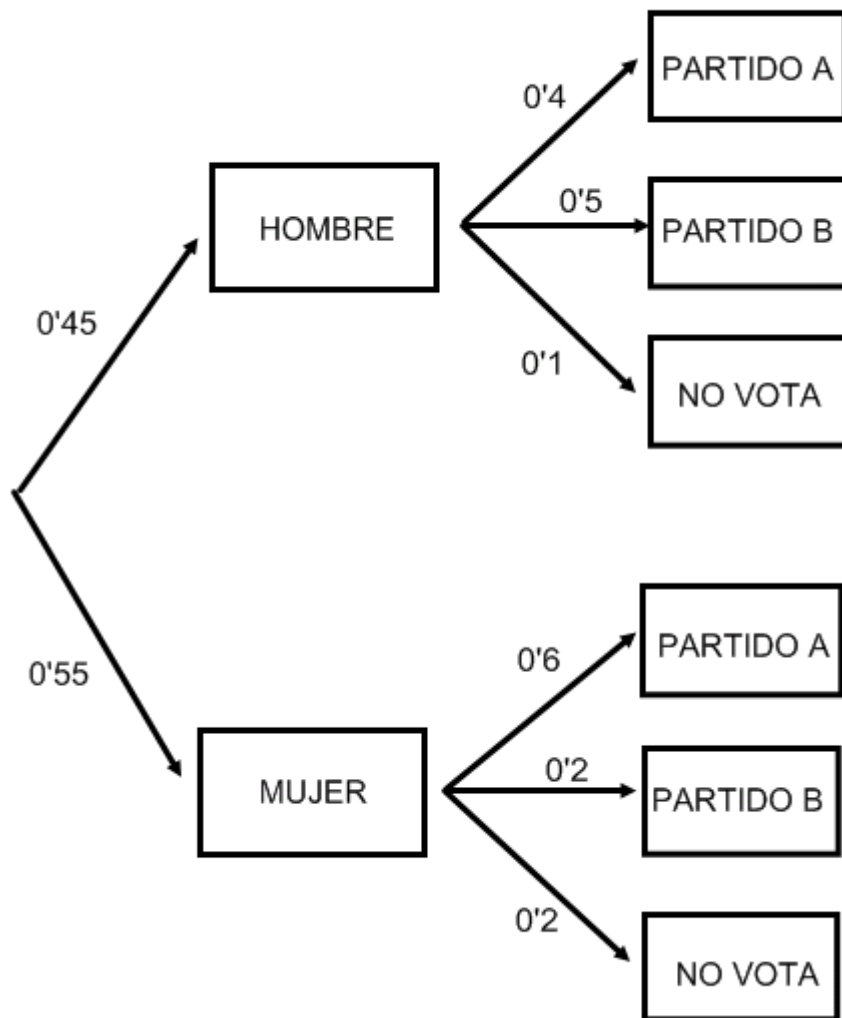 PARTIDO A
0'4
0'5
HOMBRE
PARTIDO B
0'45
0'1
NO VOTA
0'55
0'6
PARTIDO A
0'2
MUJER
PARTIDO B
0'2
NO VOTA